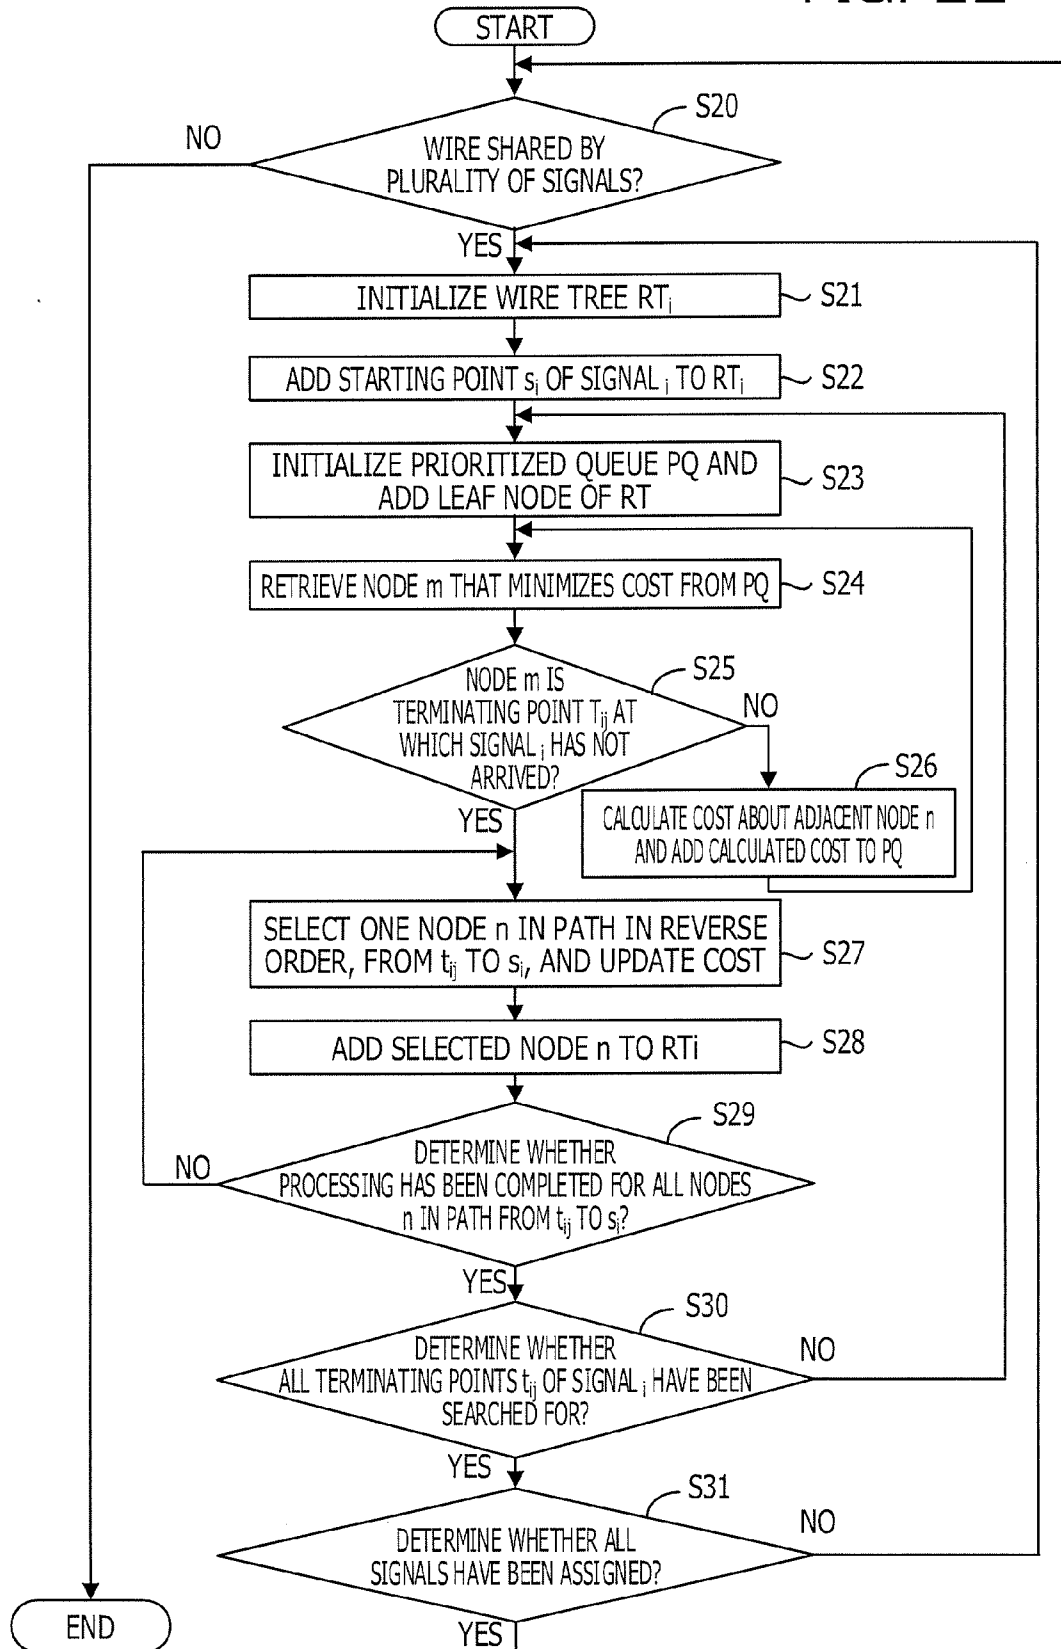 START
S20
NO
WIRE SHARED BY
PLURALITY OF SIGNALS?
YES
INITIALIZE WIRE TREE RTi
S21
ADD STARTING POINT si OF SIGNAL i TO RTi
S22
INITIALIZE PRIORITIZED QUEUE PQ AND
ADD LEAF NODE OF RT
S23
RETRIEVE NODE m THAT MINIMIZES COST FROM PQ
S24
S25
NODE m IS
TERMINATING POINT Tij AT
WHICH SIGNAL i HAS NOT
ARRIVED?
NO
S26
YES
CALCULATE COST ABOUT ADJACENT NODE n
AND ADD CALCULATED COST TO PQ
SELECT ONE NODE n IN PATH IN REVERSE
ORDER, FROM tij TO si, AND UPDATE COST
S27
ADD SELECTED NODE n TO RTi
S28
S29
DETERMINE WHETHER
PROCESSING HAS BEEN COMPLETED FOR ALL NODES
n IN PATH FROM tij TO si?
NO
YES
S30
DETERMINE WHETHER
ALL TERMINATING POINTS tij OF SIGNAL i HAVE BEEN
SEARCHED FOR?
NO
YES
S31
DETERMINE WHETHER ALL
SIGNALS HAVE BEEN ASSIGNED?
NO
YES
END